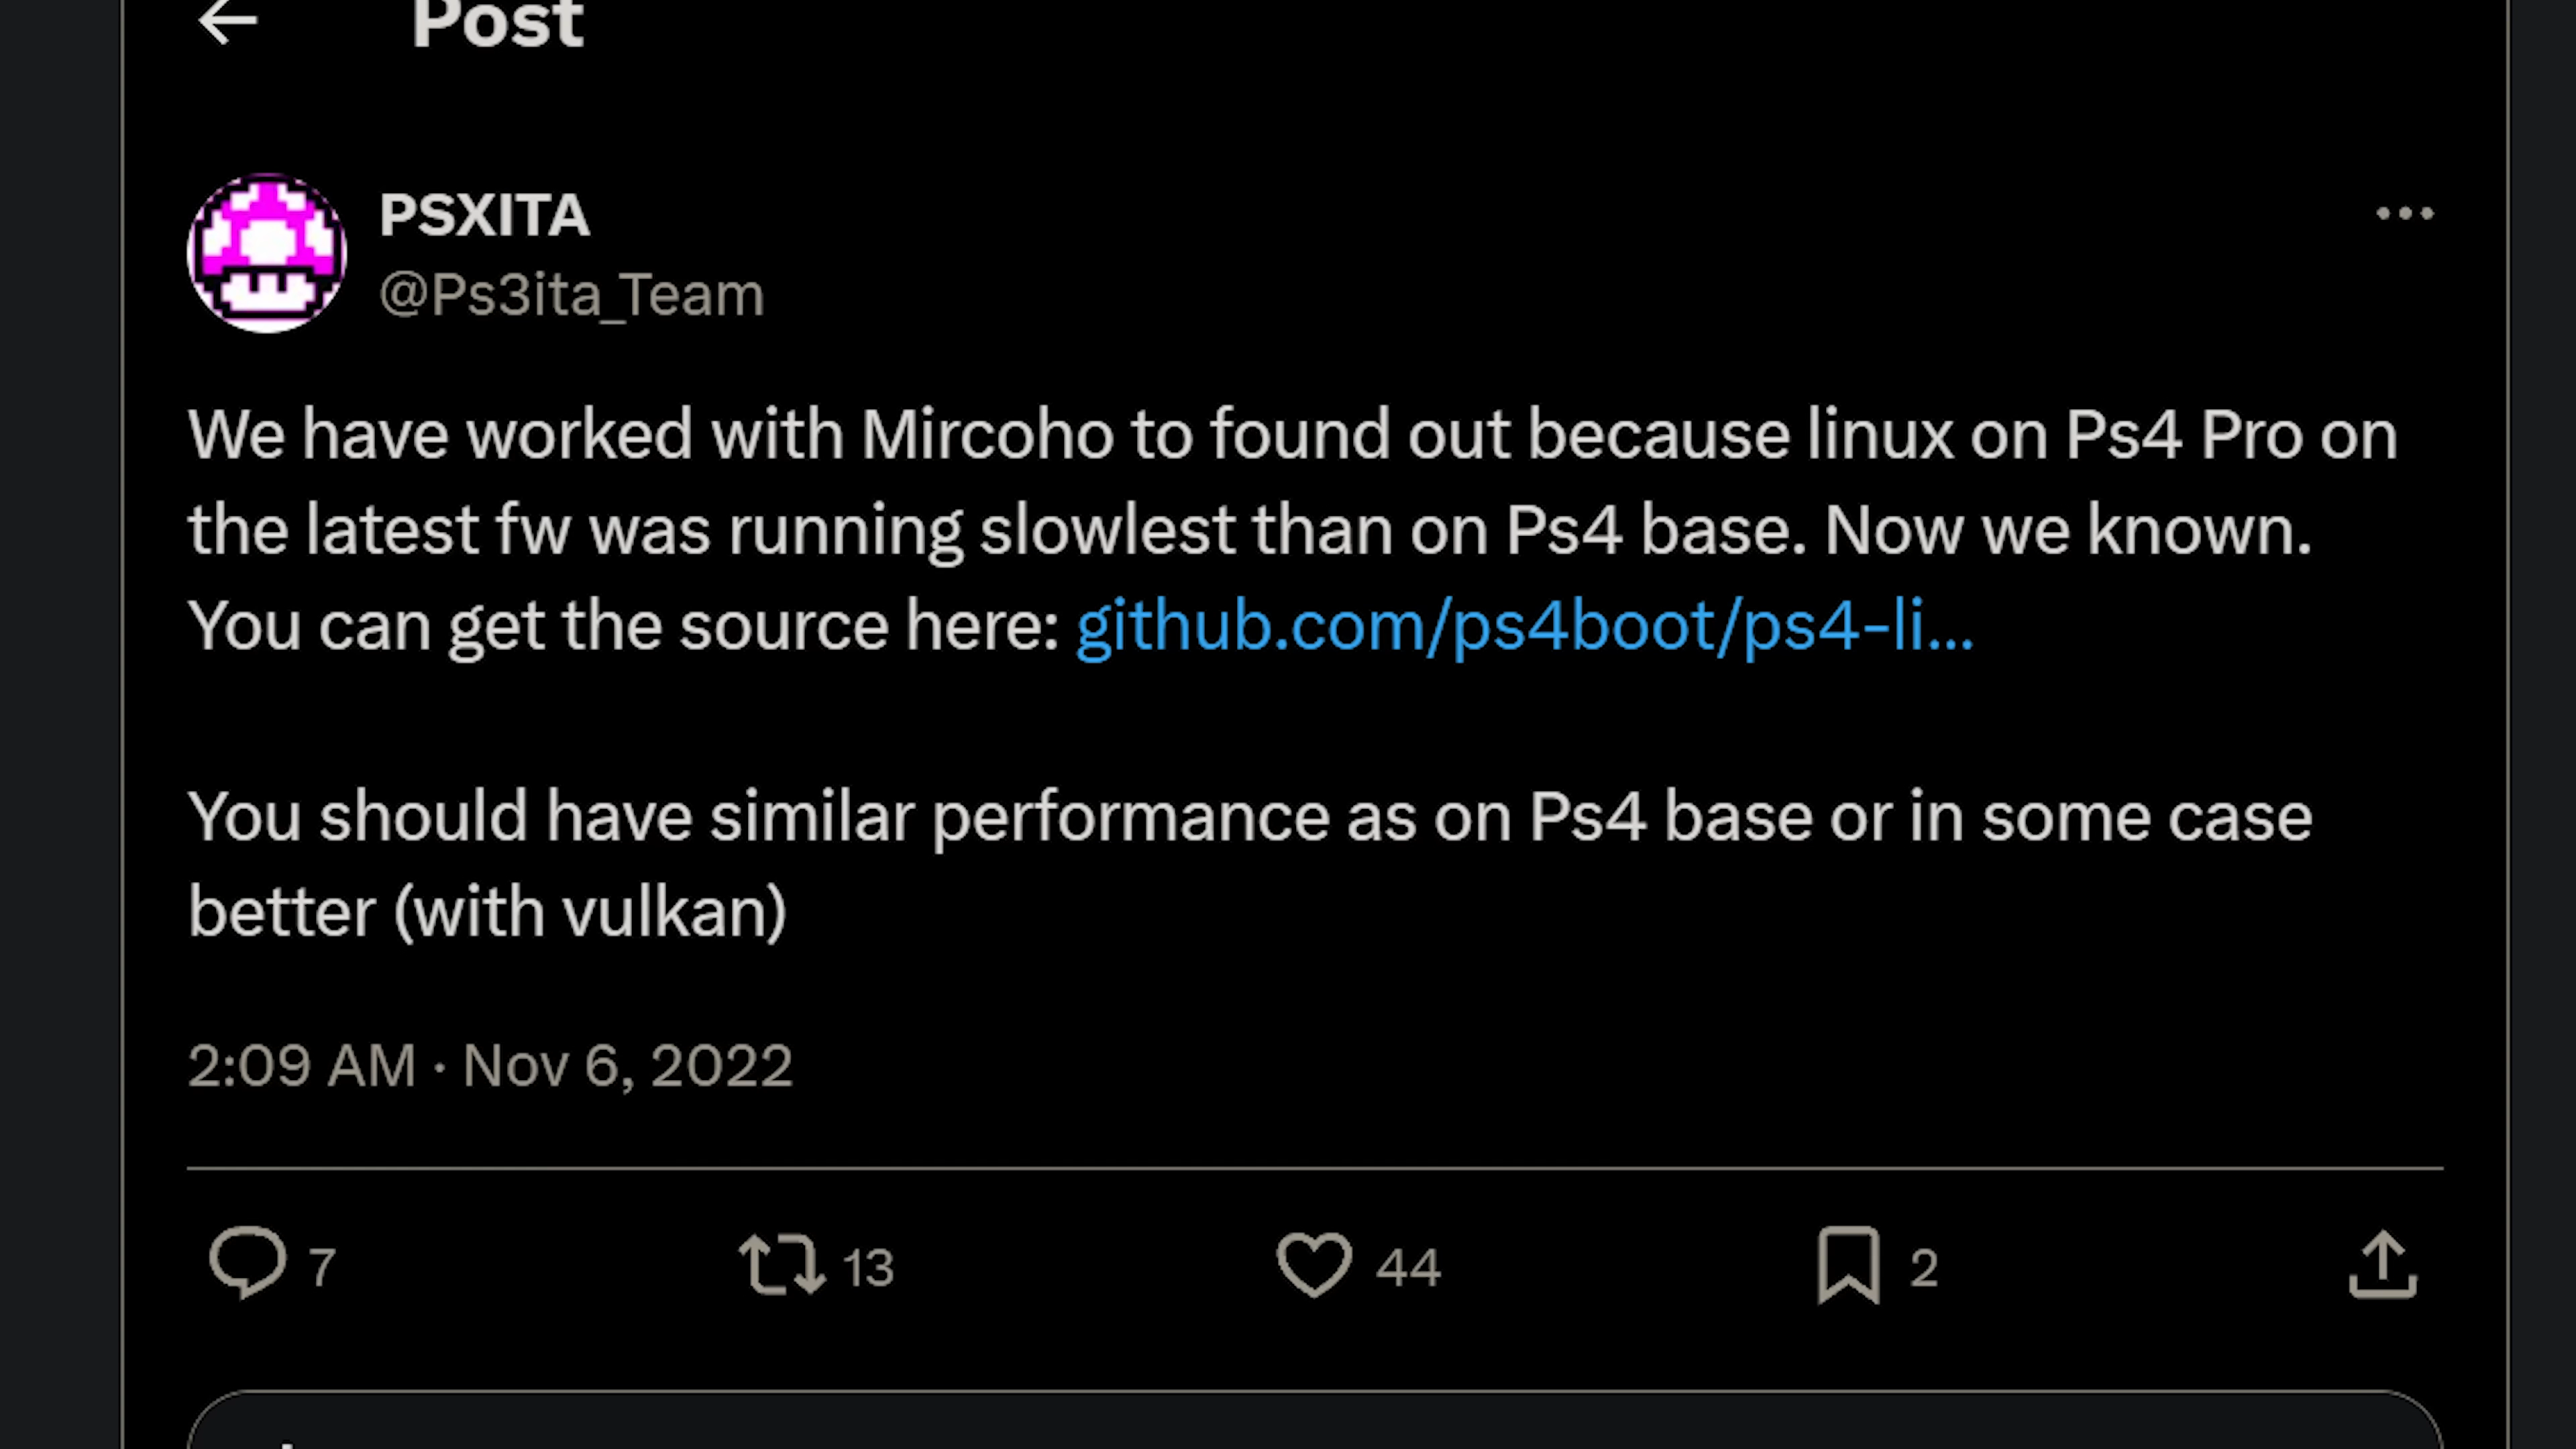 Post
PSXITA
@Ps3ita_Team
We have worked with Mircoho to found out because linux on Ps4 Pro on
the latest fw was running slowlest than on Ps4 base. Now we known.
You can get the source here: github.com/ps4boot/ps4-li...
You should have similar performance as on Ps4 base or in some case
better (with vulkan)
2:09 AM · Nov 6, 2022
7 13 44 2